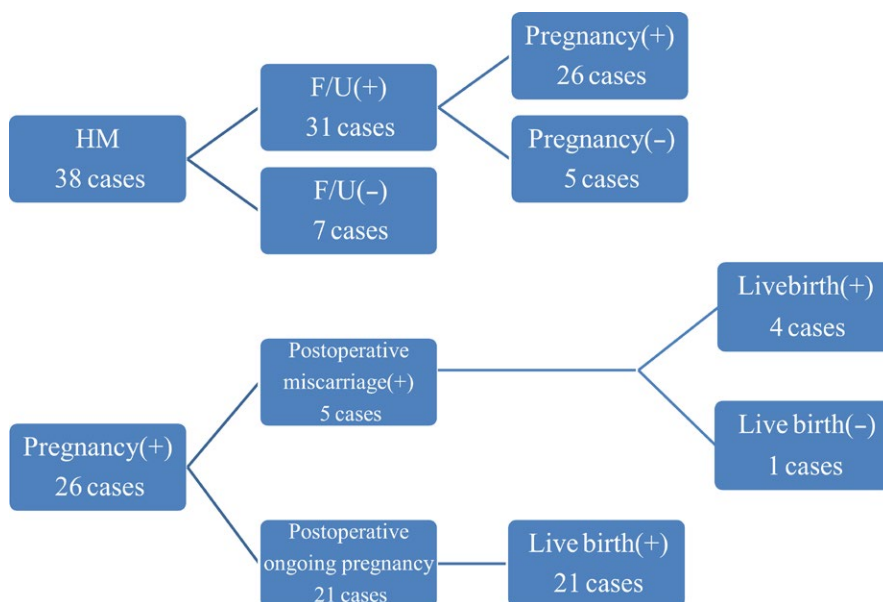 HM
38 cases
F/U(+)
31 cases
F/U(–)
7 cases
Pregnancy(+)
26 cases
Pregnancy(–)
5 cases
Pregnancy(+)
26 cases
Postoperative
miscarriage(+)
5 cases
Livebirth(+)
4 cases
Live birth(–)
1 cases
Postoperative
ongoing pregnancy
21 cases
Live birth(+)
21 cases